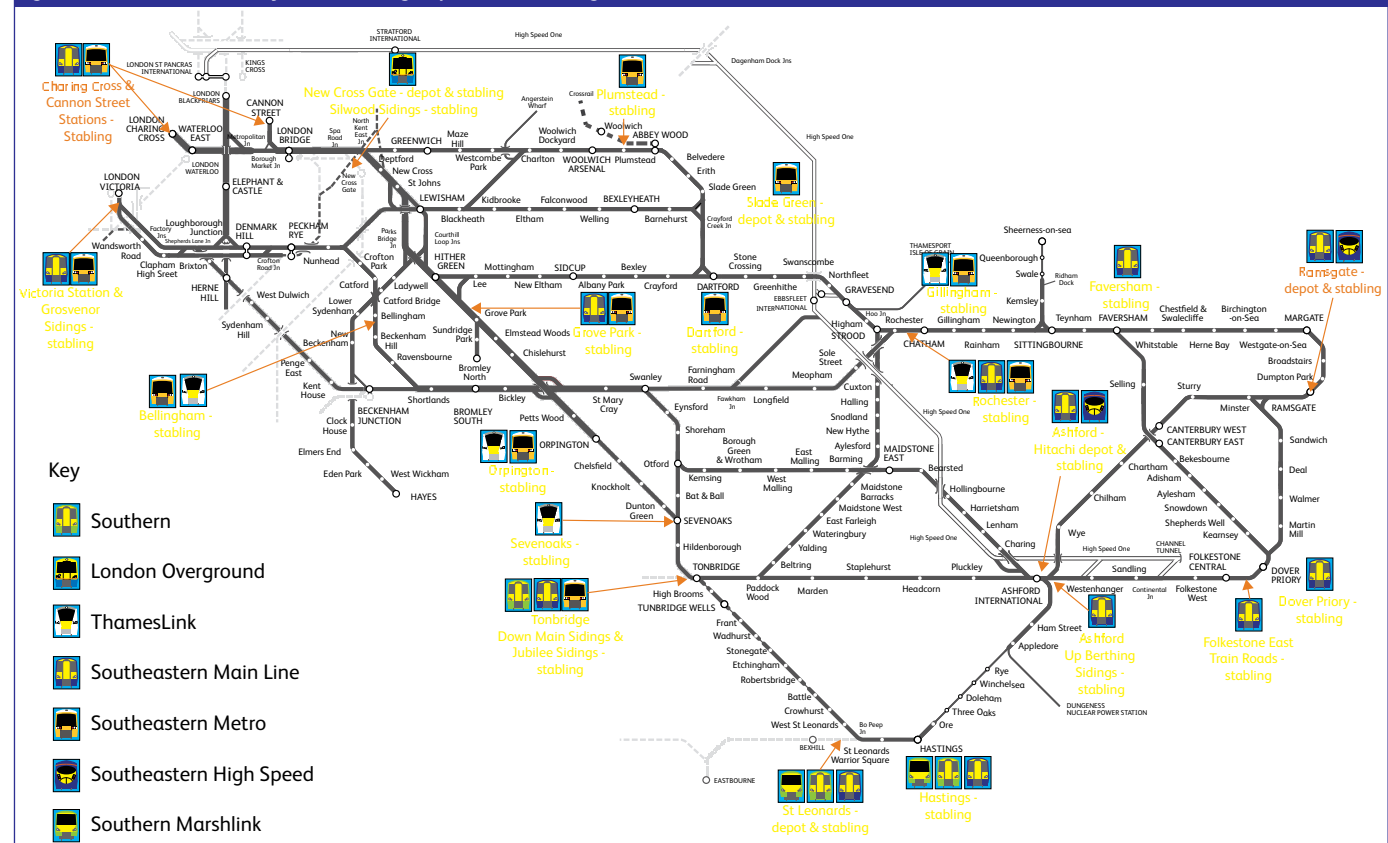 STRATFORD
INTERNATIONAL
High Speed One
KINGS
CROSS
LONDON ST PANCRAS
INTERNATIONAL
Dagenham Dock Jns
Charing Cross &
Cannon Street
Stations -
Stabling
New Cross Gate - depot & stabling
Silwood Sidings - stabling
Plumstead -
stabling
LONDON
BLACKFRIARS
CANNON
STREET
LONDON
CHARING
CROSS
WATERLOO
EAST
Metropolitan
Jn
LONDON
BRIDGE
Borough
Market Jn
Spa
Road
Jn
North
Kent
East
Jn
Angerstein
Wharf
Crossrail
Woolwich
ABBEY WOOD
GREENWICH
Maze
Hill
Woolwich
Dockyard
Deptford
Westcombe
Park
Charlton
WOOLWICH
ARSENAL
Plumstead
Belvedere
Erith
Slade Green
High Speed One
LONDON
WATERLOO
New
Cross
Gate
New Cross
St Johns
LONDON
VICTORIA
ELEPHANT &
CASTLE
LEWISHAM
Kidbrooke
Falconwood
BEXLEYHEATH
Blackheath
Eltham
Welling
Barnehurst
Crayford
Creek Jn
Slade Green -
depot & stabling
Loughborough
Junction
Factory
Jns
Shepherds Lane Jn
DENMARK
HILL
PECKHAM
RYE
Wandsworth
Road
Clapham
High Street
Brixton
Crofton
Road Jn
Nunhead
Parks
Bridge
Jn
Courthill
Loop Jns
Crofton
Park
HITHER
GREEN
Ladywell
Catford
Catford Bridge
Mottingham
SIDCUP
Bexley
Stone
Crossing
Swanscombe
Lee
New Eltham
Albany Park
Crayford
DARTFORD
Greenhithe
Northfleet
EBBSFLEET
INTERNATIONAL
GRAVESEND
THAMESPORT
ISLE OF GRAIN
Hoo Jn
Sheerness-on-sea
Queenborough
Swale
Ridham
Dock
Kemsley
Victoria Station &
Grosvenor
Sidings -
stabling
HERNE
HILL
West Dulwich
Sydenham
Hill
Penge
East
Kent
House
Lower
Sydenham
New
Beckenham
Bellingham
Beckenham
Hill
Ravensbourne
Grove Park
Sundridge
Park
Elmstead Woods
Chislehurst
Bromley
North
Grove Park -
stabling
Dartford -
stabling
Gillingham -
stabling
Faversham -
stabling
Ramsgate -
depot & stabling
Higham
STROOD
Rochester
Gillingham
Newington
Teynham
FAVERSHAM
Chestfield &
Swalecliffe
Birchington
-on-Sea
MARGATE
CHATHAM
Rainham
SITTINGBOURNE
Whitstable
Herne Bay
Westgate-on-Sea
Broadstairs
Dumpton Park
Sole
Street
Meopham
Farningham
Road
Swanley
Fawkham
Jn
Longfield
Cuxton
Halling
Snodland
New Hythe
Aylesford
Barming
Rochester -
stabling
High Speed One
Selling
Sturry
Minster
RAMSGATE
Bellingham -
stabling
BECKENHAM
JUNCTION
Shortlands
BROMLEY
SOUTH
Bickley
Petts Wood
St Mary
Cray
Eynsford
Shoreham
Otford
ORPINGTON
Clock
House
Elmers End
Eden Park
West Wickham
HAYES
Orpington -
stabling
Chelsfield
Knockholt
Dunton
Green
Borough
Green
& Wrotham
East
Malling
MAIDSTONE
EAST
Kemsing
West
Malling
Bat & Ball
Maidstone
Barracks
Maidstone West
East Farleigh
Wateringbury
Yalding
Beltring
Bearsted
Hollingbourne
Harrietsham
Lenham
Charing
Ashford -
Hitachi depot &
stabling
CANTERBURY WEST
CANTERBURY EAST
Bekesbourne
Chartham
Adisham
Chilham
Aylesham
Snowdown
Shepherds Well
Kearnsey
Wye
Sandwich
Deal
Walmer
Martin
Mill
Key
Southern
London Overground
ThamesLink
Southeastern Main Line
Southeastern Metro
Southeastern High Speed
Southern Marshlink
Sevenoaks -
stabling
SEVENOAKS
Hildenborough
TONBRIDGE
High Speed One
High Speed One
CHANNEL
TUNNEL
FOLKESTONE
CENTRAL
DOVER
PRIORY
Dover Priory -
stabling
Tonbridge
Down Main Sidings &
Jubilee Sidings -
stabling
High Brooms
TUNBRIDGE WELLS
Paddock
Wood
Marden
Staplehurst
Headcorn
Pluckley
ASHFORD
INTERNATIONAL
Westenhanger
Sandling
Continental
Jn
Folkestone
West
Folkestone East
Train Roads -
stabling
Ashford
Up Berthing
Sidings -
stabling
Frant
Wadhurst
Stonegate
Etchingham
Robertsbridge
Battle
Crowhurst
West St Leonards
Ham Street
Appledore
Rye
Winchelsea
Doleham
Three Oaks
Ore
DUNGENESS
NUCLEAR POWER STATION
Bo Peep
Jn
BEXHILL
St Leonards
Warrior Square
HASTINGS
EASTBOURNE
St Leonards -
depot & stabling
Hastings -
stabling